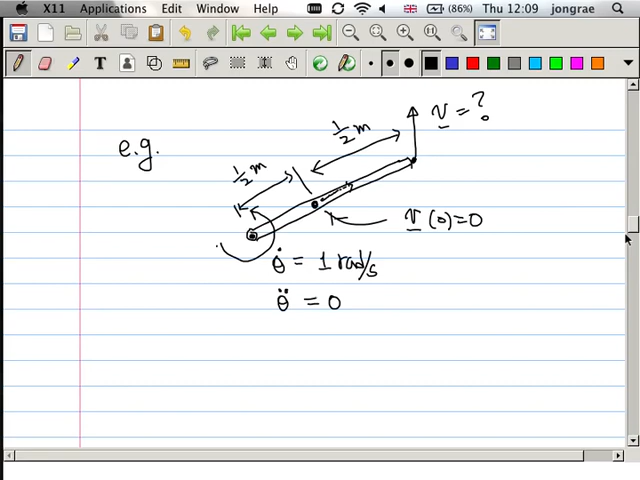 X11 Applications Edit Window Help (86%) Thu 12:09 jongrae
v = ?
1/2 m
e.g.
1/2 m
v (0) = 0
θ̇ = 1 rad/s
θ̈ = 0